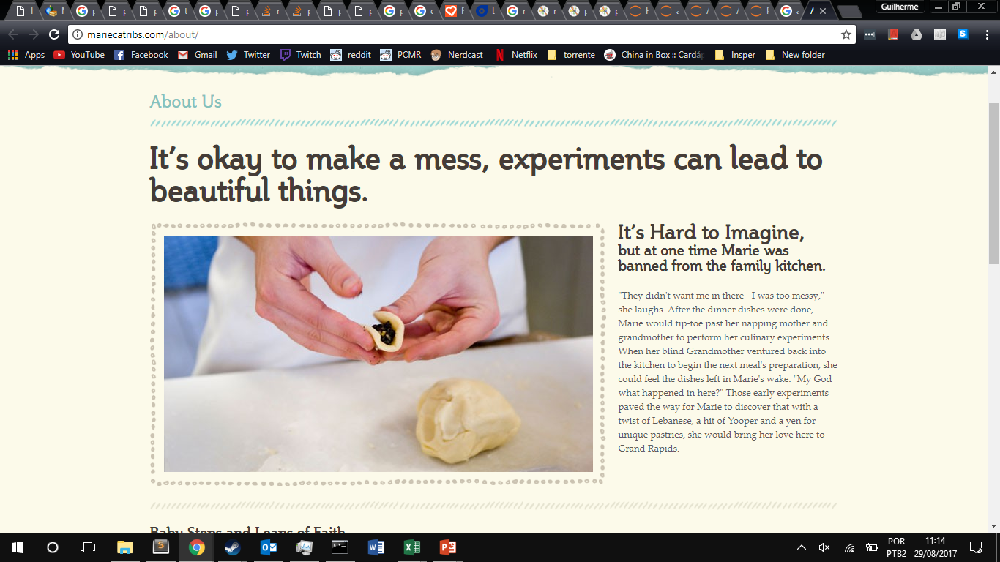 Guilherme
mariecatribs.com/about/
Apps YouTube Facebook Gmail Twitter Twitch reddit PCMR Nerdcast Netflix torrente China in Box :: Cardáp Insper New folder
About Us
It's okay to make a mess, experiments can lead to
beautiful things.
It's Hard to Imagine,
but at one time Marie was
banned from the family kitchen.
"They didn't want me in there - I was too messy,"
she laughs. After the dinner dishes were done,
Marie would tip-toe past her napping mother and
grandmother to perform her culinary experiments.
When her blind Grandmother ventured back into
the kitchen to begin the next meal's preparation, she
could feel the dishes left in Marie's wake. "My God
what happened in here?" Those early experiments
paved the way for Marie to discover that with a
twist of Lebanese, a hit of Yooper and a yen for
unique pastries, she would bring her love here to
Grand Rapids.
Baby Steps and Leaps of Faith
POR 11:14
PTB2 29/08/2017